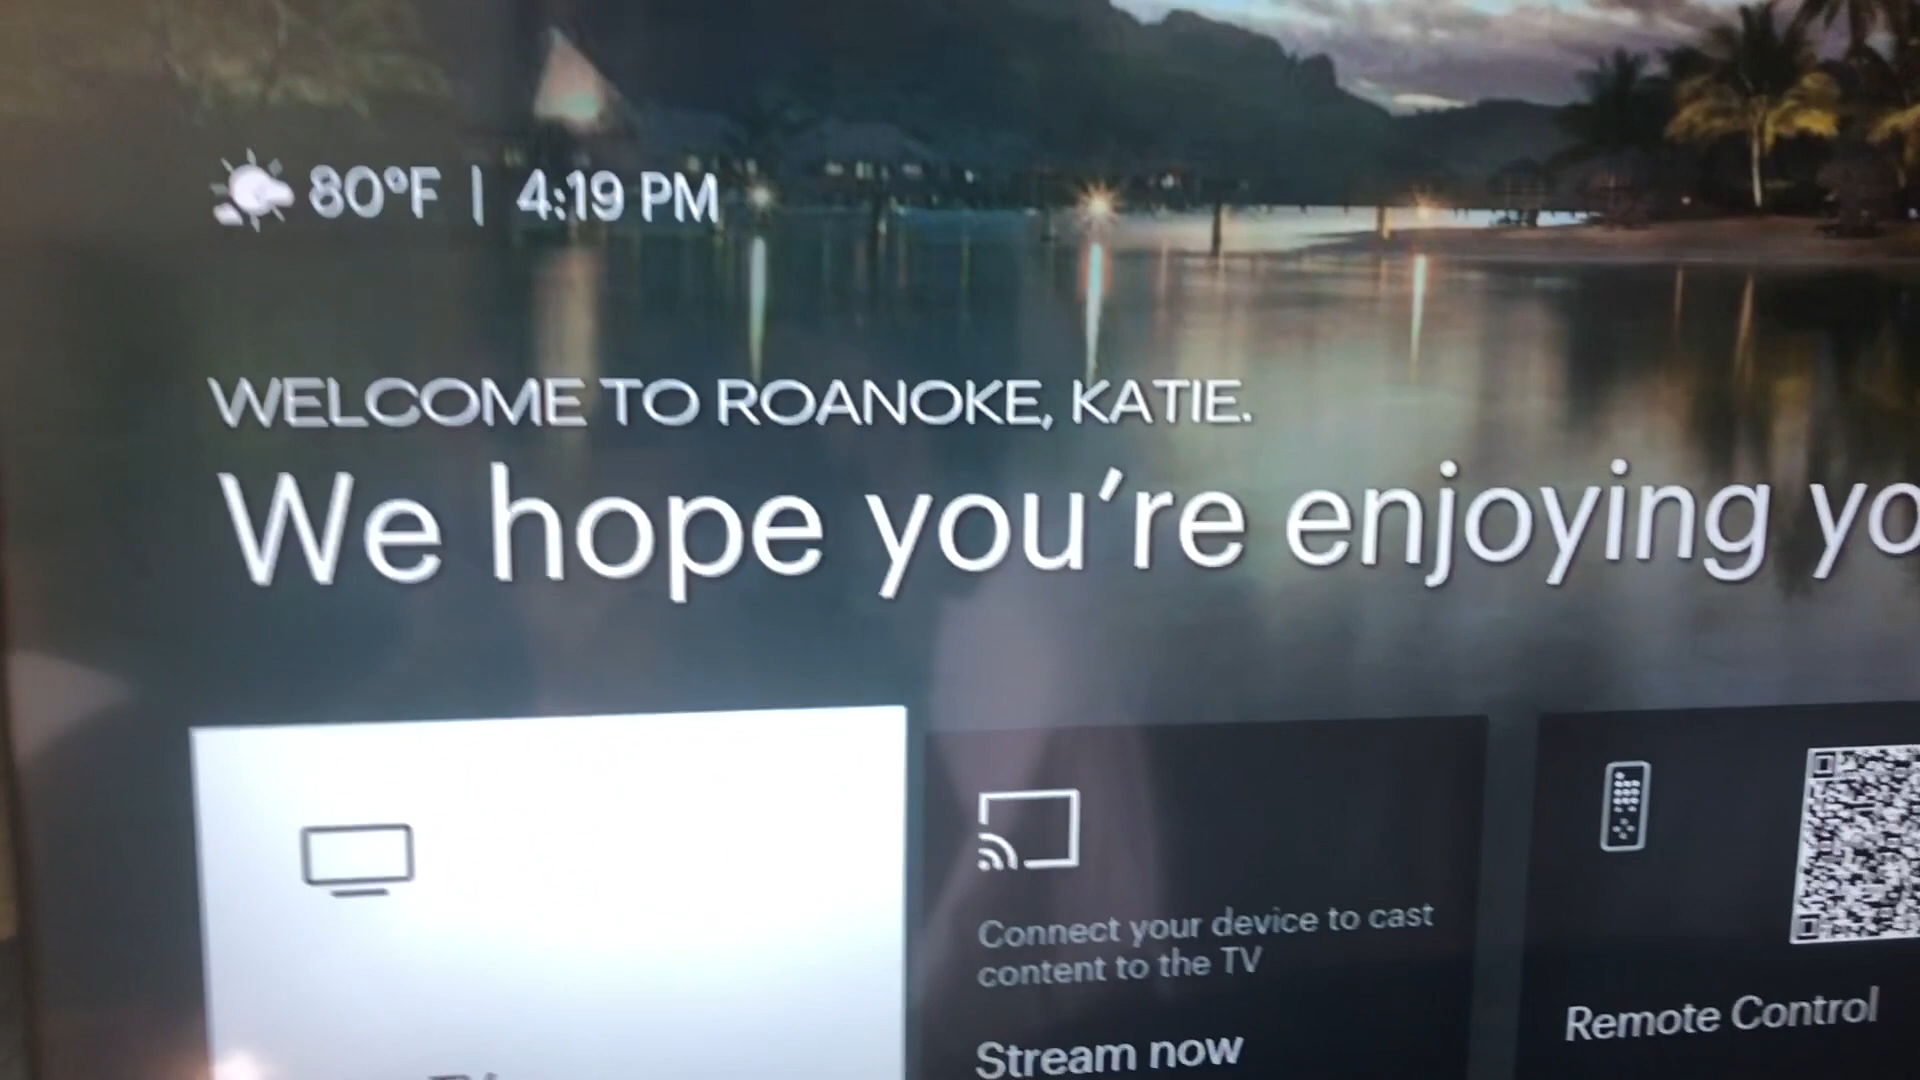 80°F | 4:19 PM
WELCOME TO ROANOKE, KATIE.
We hope you're enjoying
Connect your device to cast
content to the TV
Stream now
Remote Control